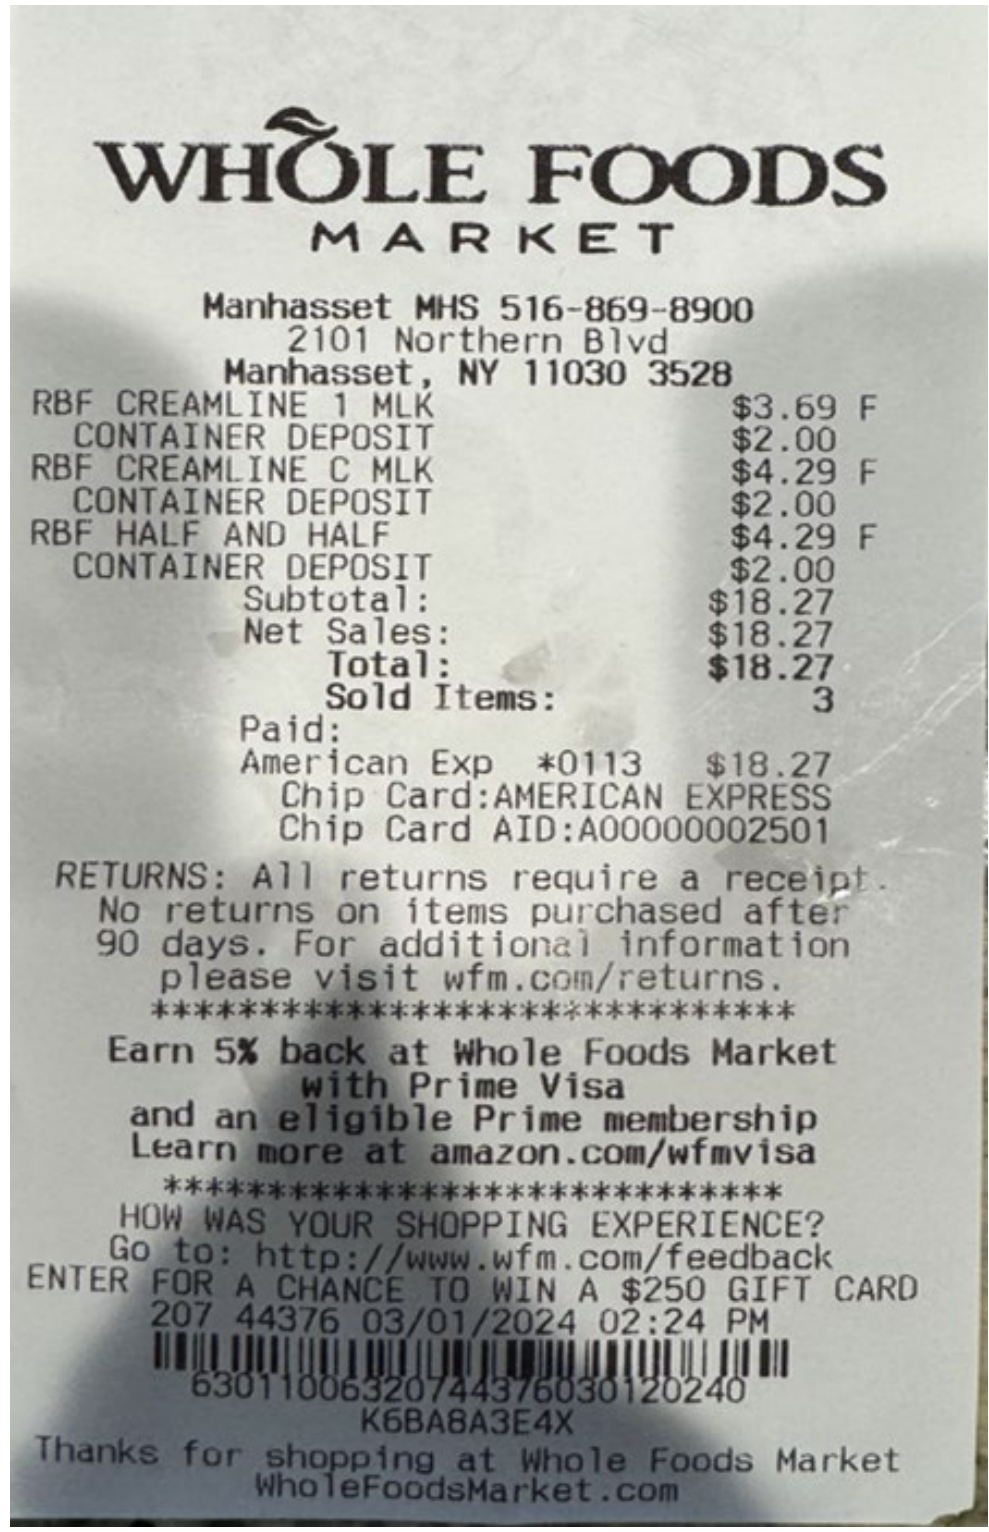 WHOLE FOODS
MARKET
Manhasset MHS 516-869-8900
2101 Northern Blvd
Manhasset, NY 11030 3528
RBF CREAMLINE 1 MLK $3.69 F
CONTAINER DEPOSIT $2.00
RBF CREAMLINE C MLK $4.29 F
CONTAINER DEPOSIT $2.00
RBF HALF AND HALF $4.29 F
CONTAINER DEPOSIT $2.00
Subtotal: $18.27
Net Sales: $18.27
Total: $18.27
Sold Items: 3
Paid:
American Exp *0113 $18.27
Chip Card:AMERICAN EXPRESS
Chip Card AID:A00000002501
RETURNS: All returns require a receipt.
No returns on items purchased after
90 days. For additional information
please visit wfm.com/returns.
******************************
Earn 5% back at Whole Foods Market
with Prime Visa
and an eligible Prime membership
Learn more at amazon.com/wfmvisa
******************************
HOW WAS YOUR SHOPPING EXPERIENCE?
Go to: http://www.wfm.com/feedback
ENTER FOR A CHANCE TO WIN A $250 GIFT CARD
207 44376 03/01/2024 02:24 PM
63011006320744376030120240
K6BA8A3E4X
Thanks for shopping at Whole Foods Market
WholeFoodsMarket.com